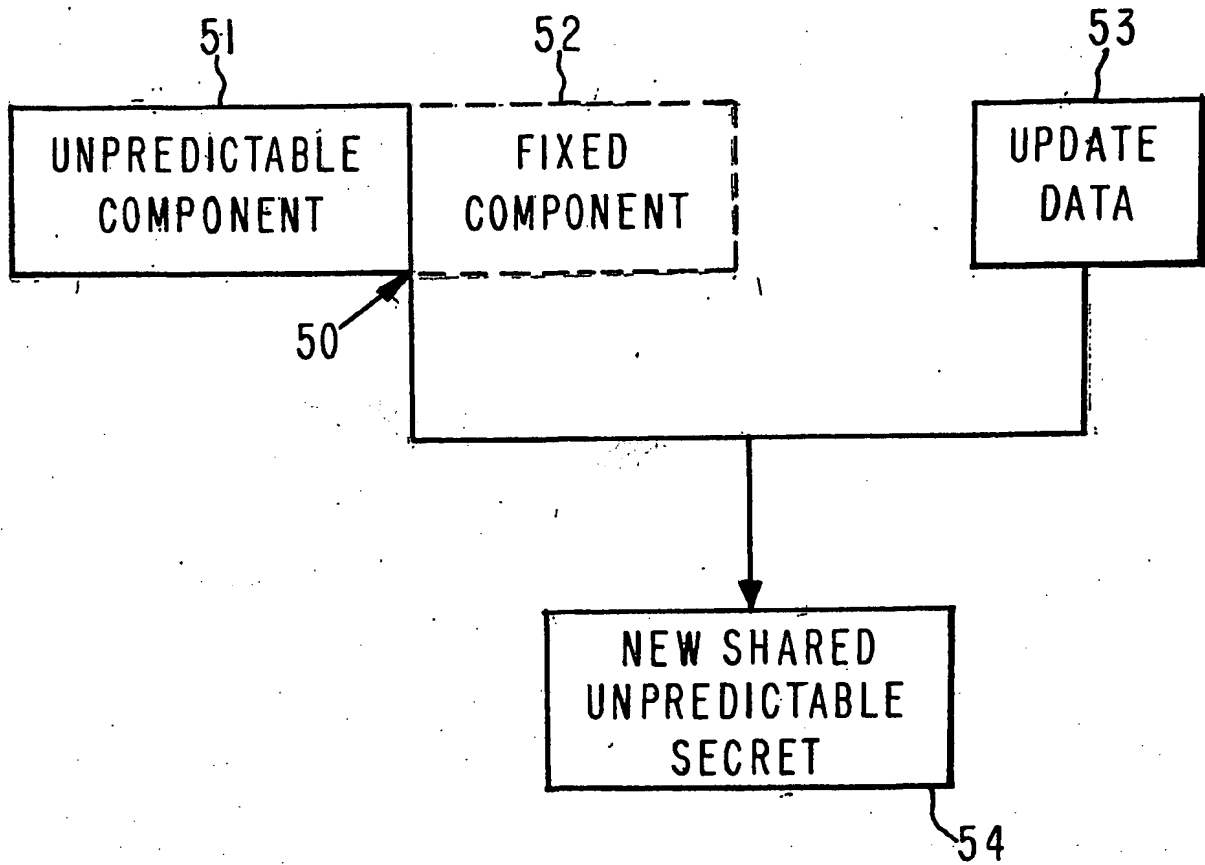 51
52
53
UNPREDICTABLE
COMPONENT
FIXED
COMPONENT
UPDATE
DATA
50
NEW SHARED
UNPREDICTABLE
SECRET
54